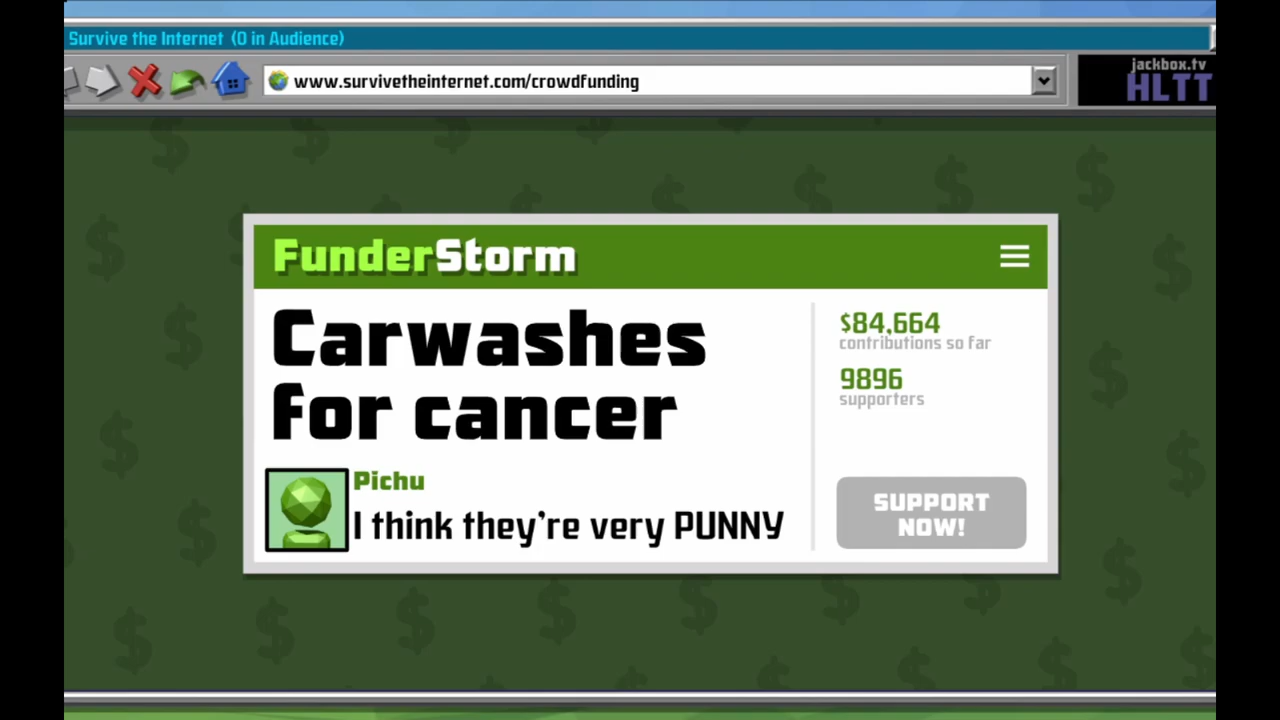 Survive the Internet (0 in Audience)
www.survivetheinternet.com/crowdfunding
jackbox.tv
HLTT
FunderStorm
Carwashes
for cancer
Pichu
I think they're very PUNNY
$84,664
contributions so far
9896
supporters
SUPPORT
NOW!